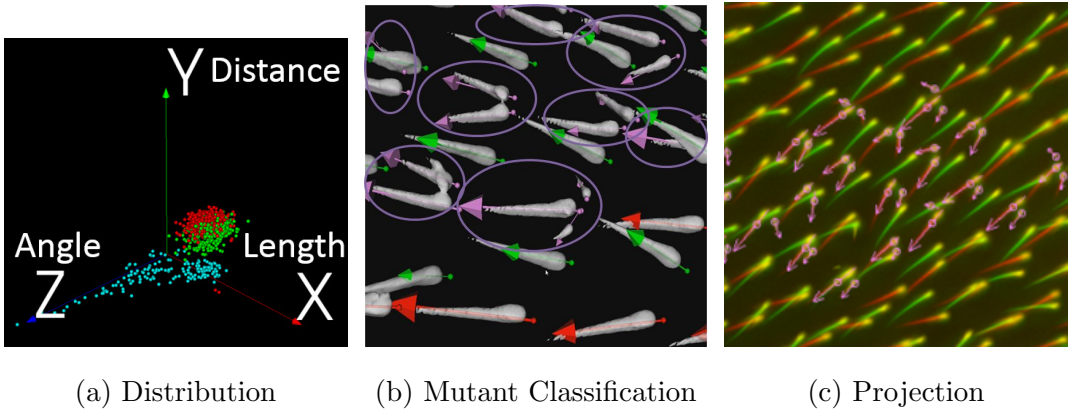 Y Distance
Angle Length
Z X
(a) Distribution
(b) Mutant Classification
(c) Projection